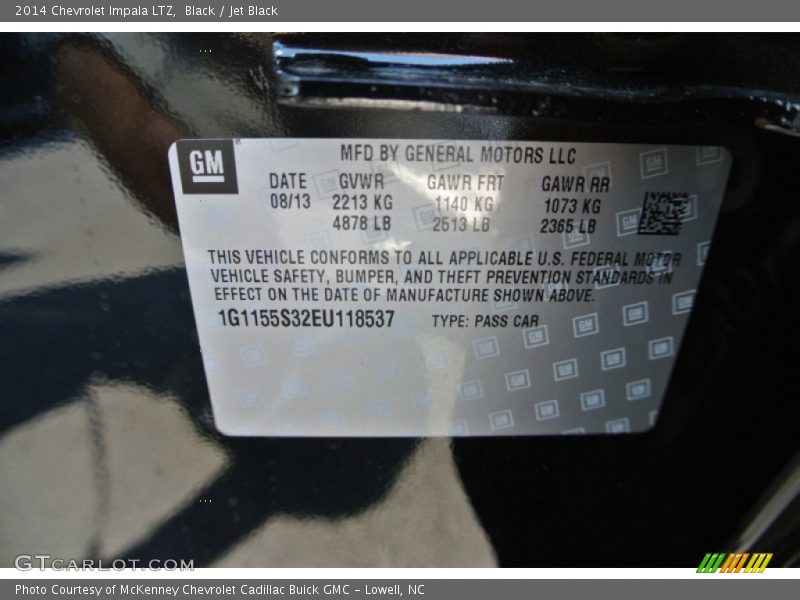 2014 Chevrolet Impala LTZ, Black / Jet Black
GM
MFD BY GENERAL MOTORS LLC
DATE GVWR GAWR FRT GAWR RR
08/13 2213 KG 1140 KG 1073 KG
4878 LB 2513 LB 2365 LB
THIS VEHICLE CONFORMS TO ALL APPLICABLE U.S. FEDERAL MOTOR
VEHICLE SAFETY, BUMPER, AND THEFT PREVENTION STANDARDS IN
EFFECT ON THE DATE OF MANUFACTURE SHOWN ABOVE.
1G1155S32EU118537 TYPE: PASS CAR
GTcarlot.com
Photo Courtesy of McKenney Chevrolet Cadillac Buick GMC – Lowell, NC